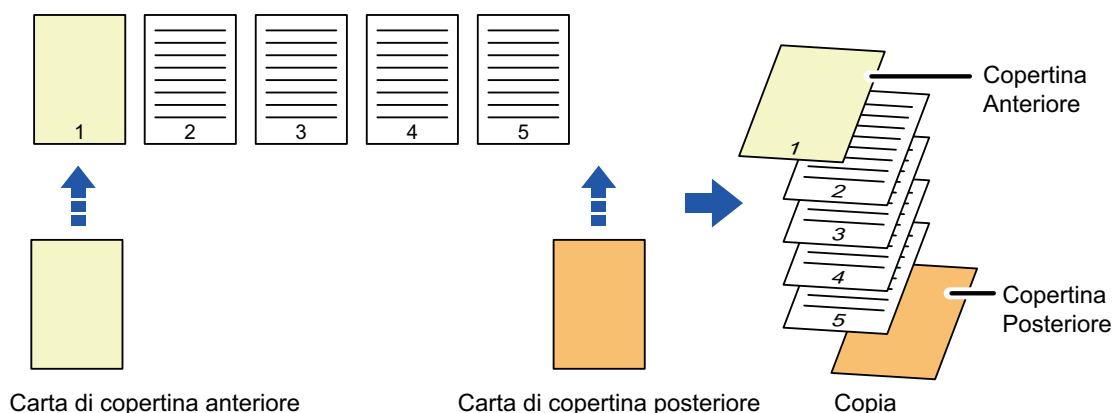 1
2
3
4
5
Carta di copertina anteriore
Carta di copertina posteriore
Copertina
Anteriore
1
2
3
4
5
Copertina
Posteriore
Copia